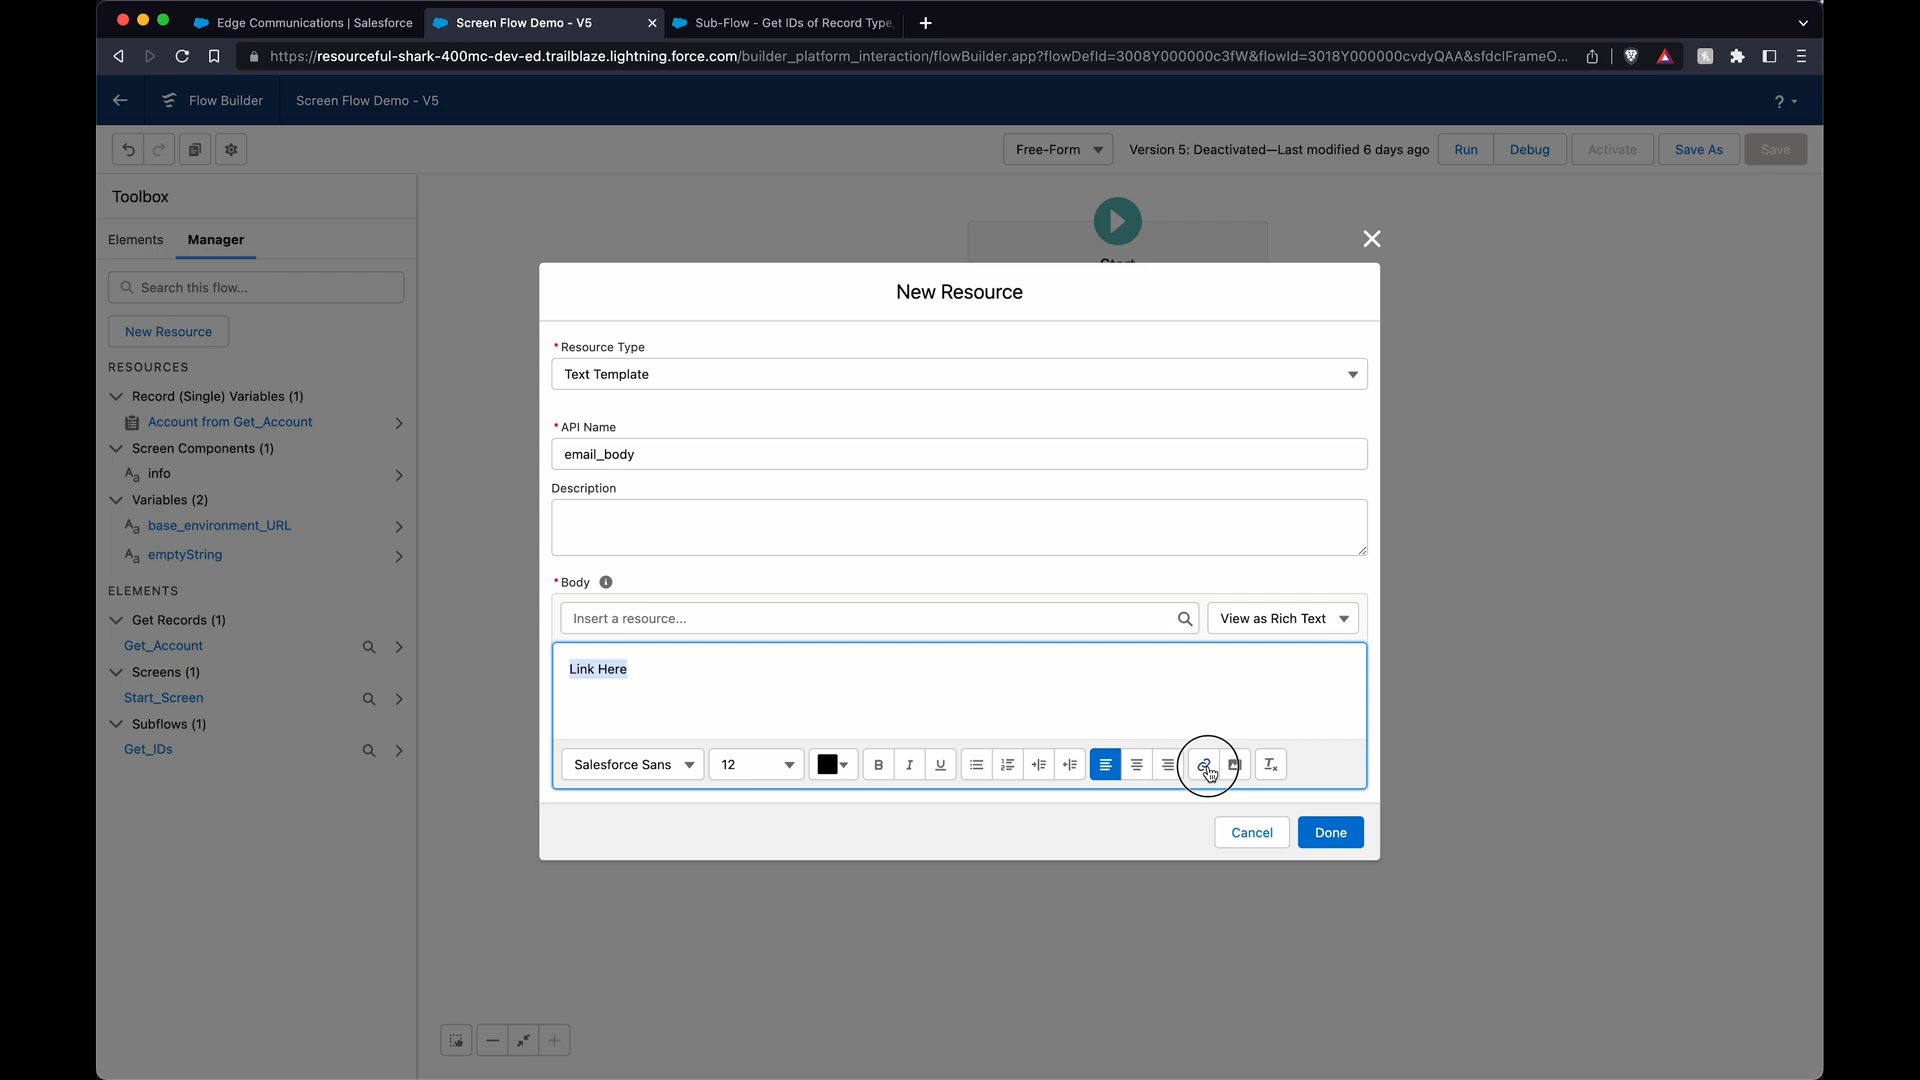 Edge Communications | Salesforce
Screen Flow Demo - V5
Sub-Flow - Get IDs of Record Type,
https://resourceful-shark-400mc-dev-ed.trailblaze.lightning.force.com/builder_platform_interaction/flowBuilder.app?flowDefId=3008Y000000c3fW&flowId=3018Y000000cvdyQAA&sfdcIFrameO...
Flow Builder
Screen Flow Demo - V5
?
Free-Form
Version 5: Deactivated—Last modified 6 days ago
Run
Debug
Activate
Save As
Save
Toolbox
Elements
Manager
Search this flow...
New Resource
RESOURCES
Record (Single) Variables (1)
Account from Get_Account
Screen Components (1)
Aa info
Variables (2)
Aa base_environment_URL
Aa emptyString
ELEMENTS
Get Records (1)
Get_Account
Screens (1)
Start_Screen
Subflows (1)
Get_IDs
Start
New Resource
* Resource Type
Text Template
* API Name
email_body
Description
* Body
Insert a resource...
View as Rich Text
Link Here
Salesforce Sans
12
B
I
U
Cancel
Done